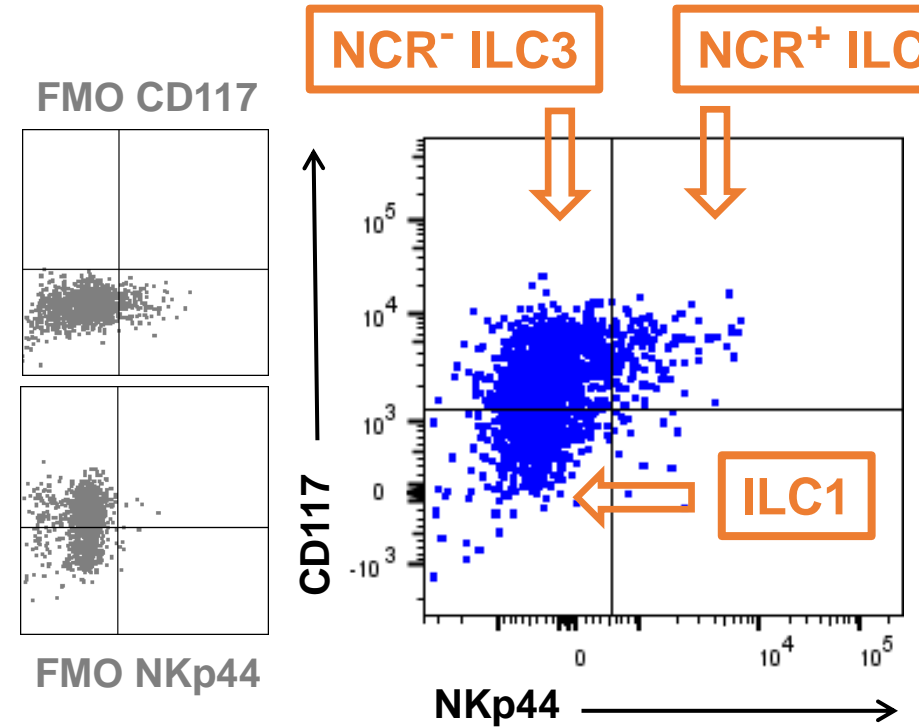 NCR⁻ ILC3
NCR⁺ ILC
FMO CD117
FMO NKp44
CD117
10⁵
10⁴
10³
0
-10³
ILC1
0
10⁴
10⁵
NKp44